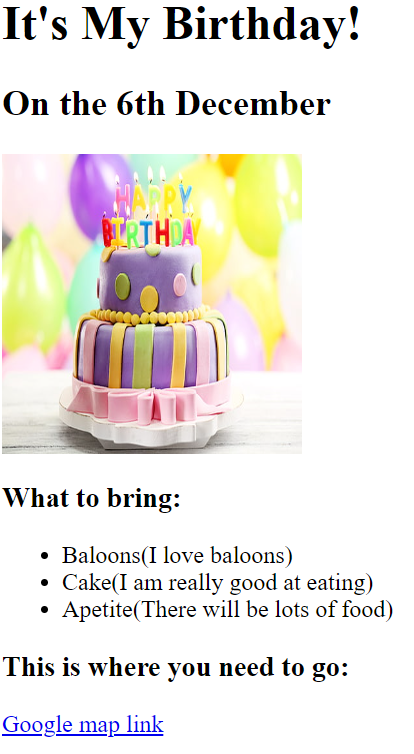 It's My Birthday!
On the 6th December
HAPPY
BIRTHDAY
What to bring:
Baloons(I love baloons)
Cake(I am really good at eating)
Apetite(There will be lots of food)
This is where you need to go:
Google map link